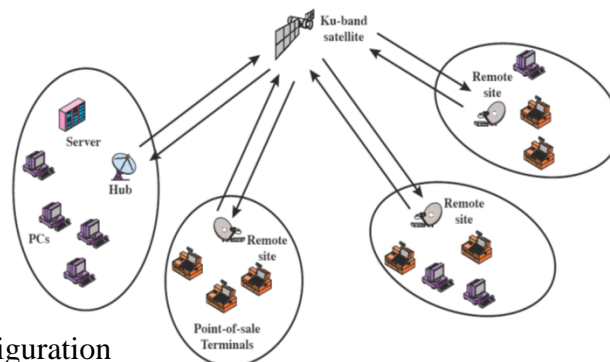 Ku-band
satellite
Remote
site
Server
Hub
PCs
Remote
site
Remote
site
Point-of-sale
Terminals
iguration